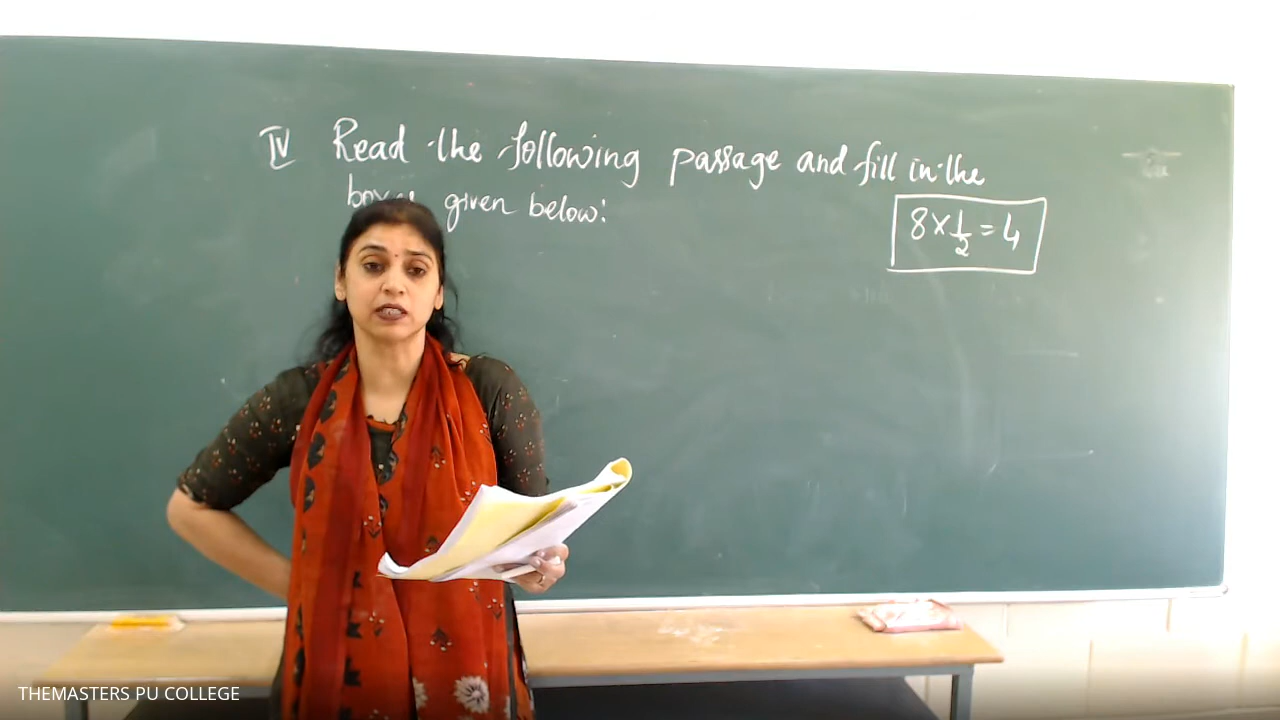 IV Read the following passage and fill in the
given below:
8 × 1/2 = 4
THEMASTERS PU COLLEGE